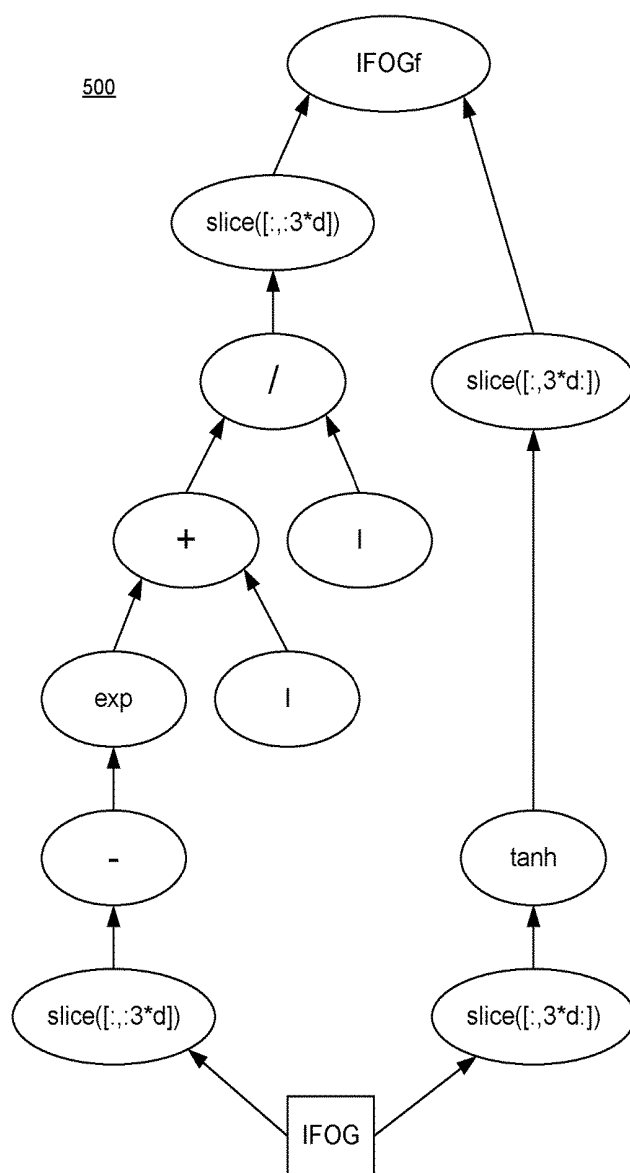 IFOGf
500
slice([:,:3*d])
/
slice([:,3*d:])
+
I
exp
I
-
tanh
slice([:,:3*d])
slice([:,3*d:])
IFOG